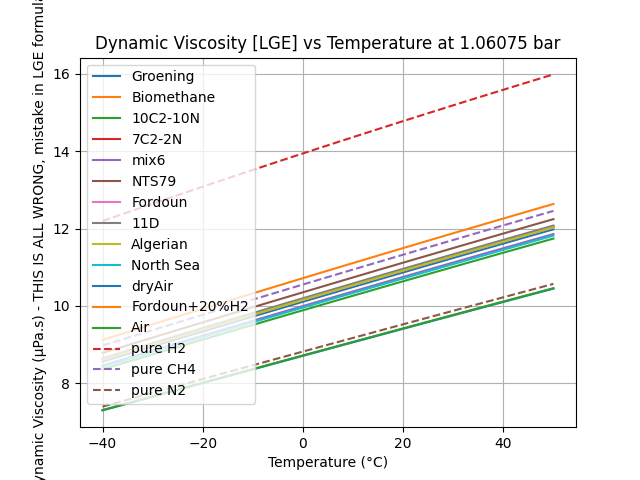 Dynamic Viscosity [LGE] vs Temperature at 1.06075 bar
ynamic Viscosity (μPa.s) - THIS IS ALL WRONG, mistake in LGE formula
16
14
12
10
8
Groening
Biomethane
10C2-10N
7C2-2N
mix6
NTS79
Fordoun
11D
Algerian
North Sea
dryAir
Fordoun+20%H2
Air
pure H2
pure CH4
pure N2
−40 −20 0 20 40
Temperature (°C)